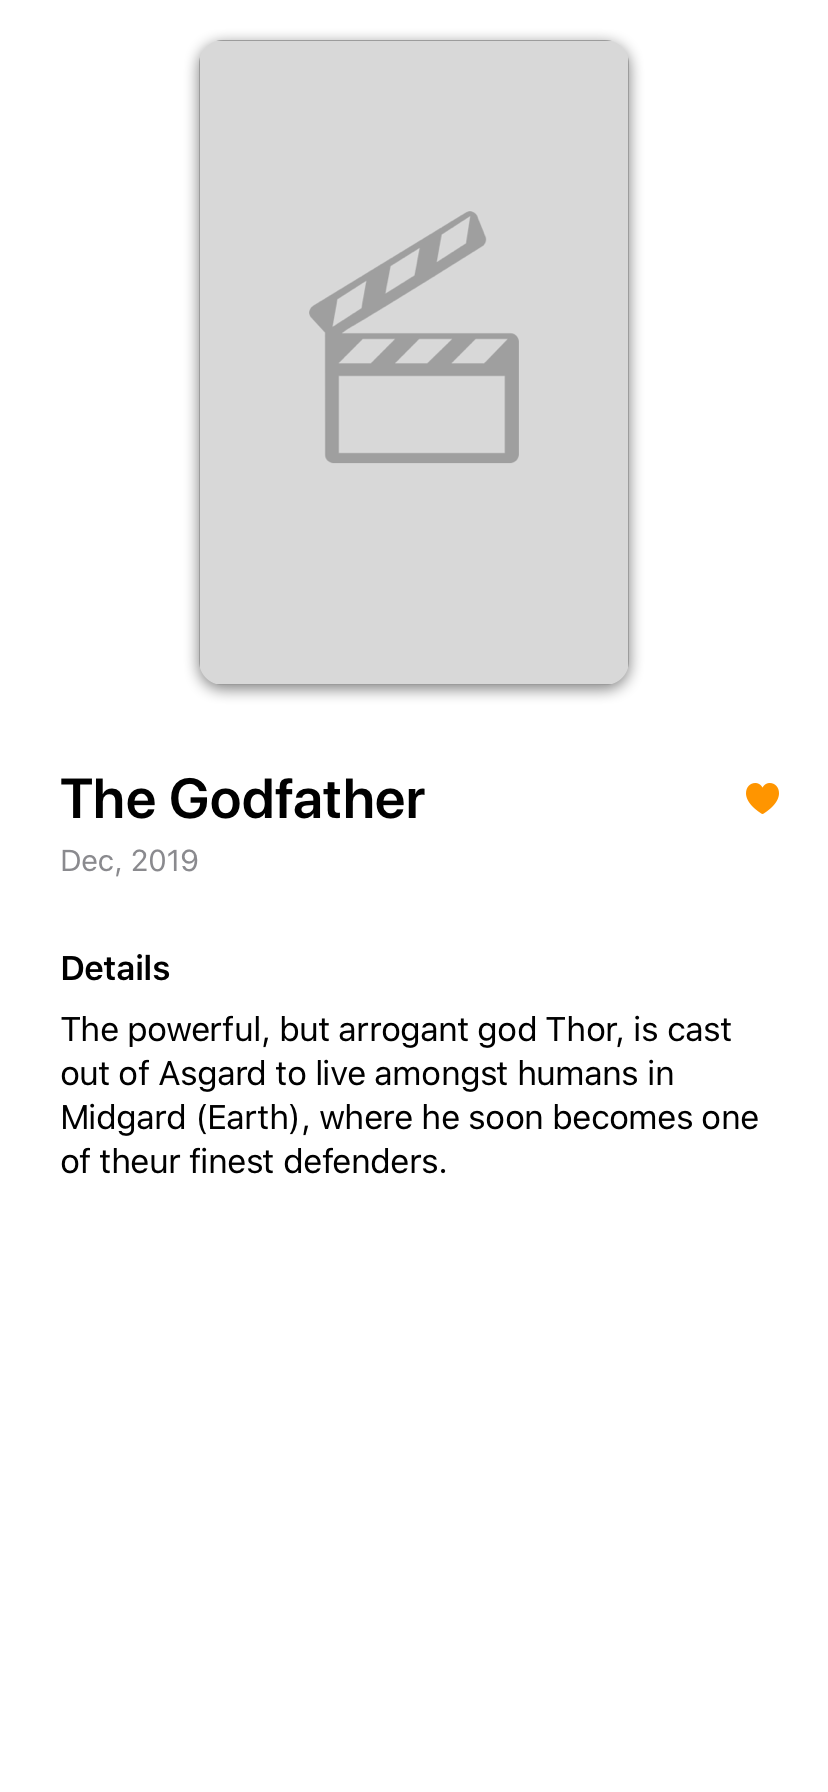 The Godfather
Dec, 2019
Details
The powerful, but arrogant god Thor, is cast
out of Asgard to live amongst humans in
Midgard (Earth), where he soon becomes one
of theur finest defenders.